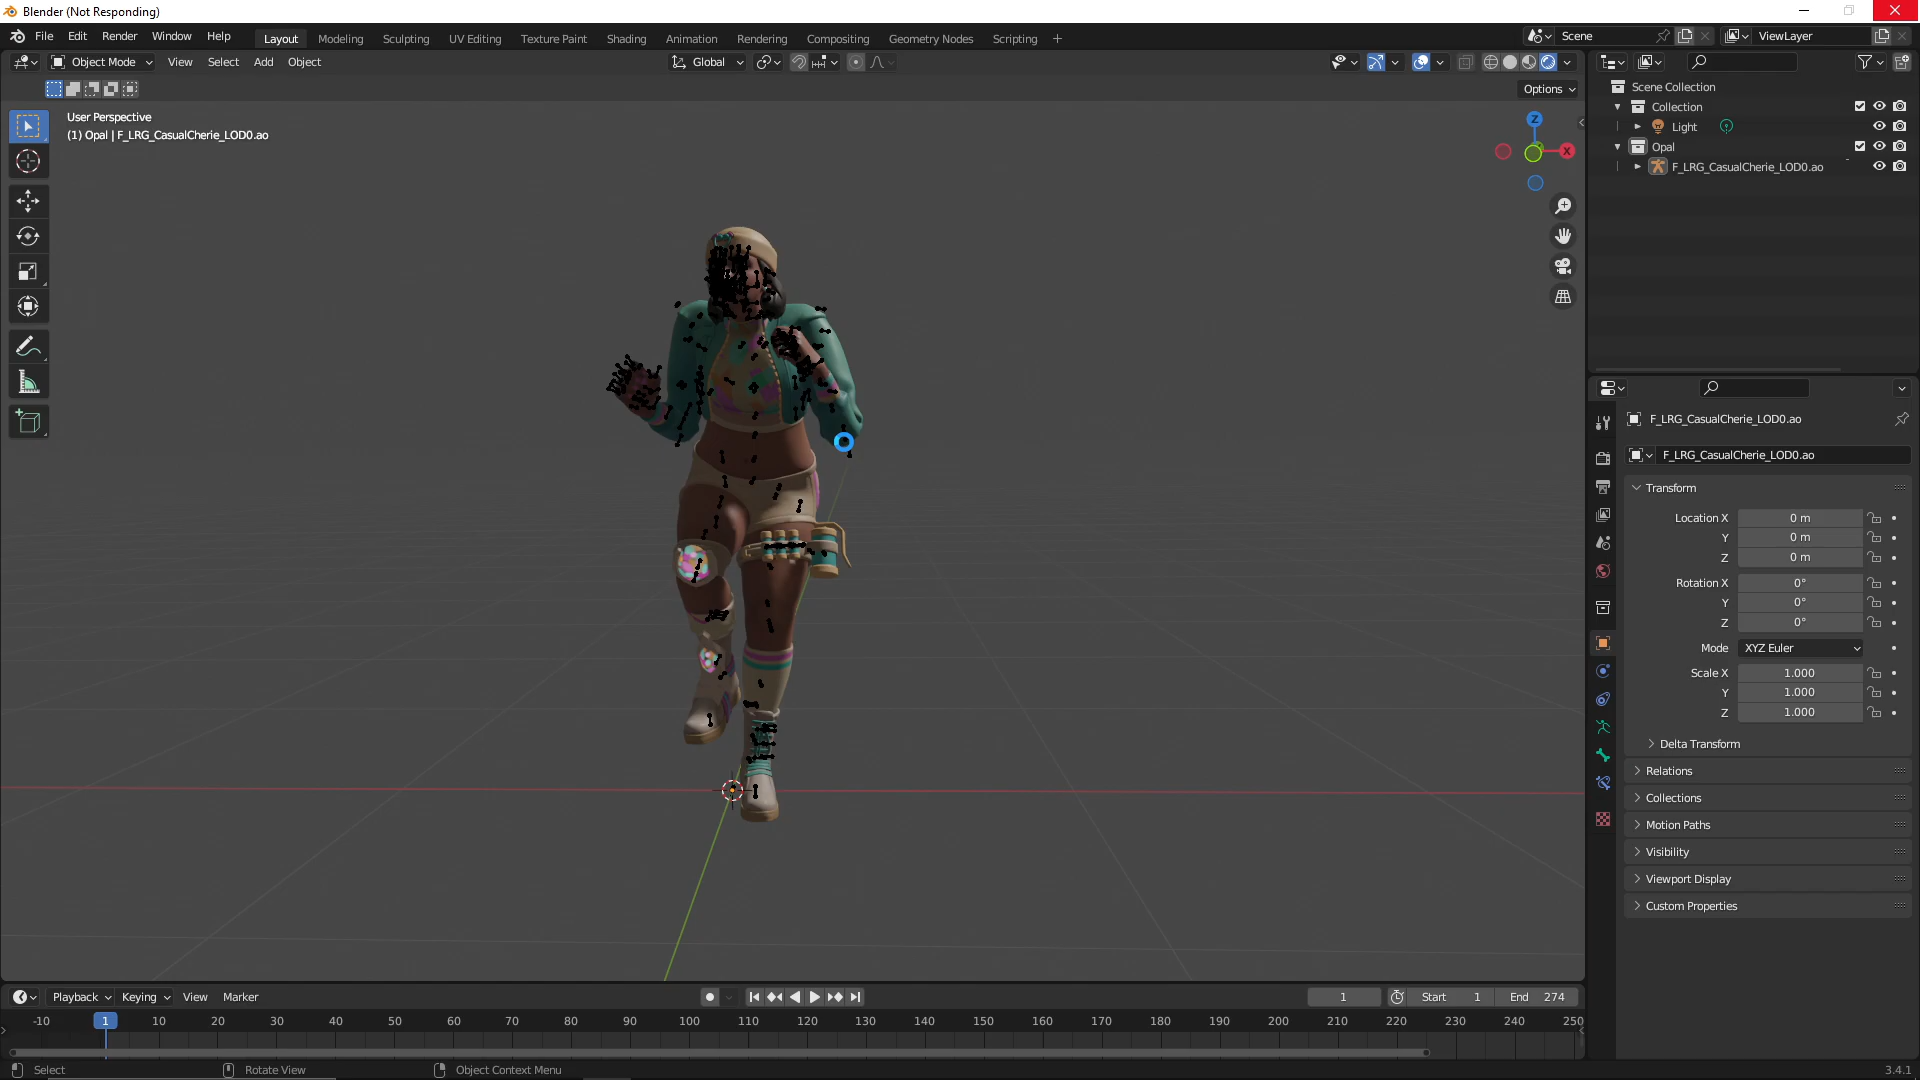 Blender (Not Responding)
File Edit Render Window Help
Layout Modeling Sculpting UV Editing Texture Paint Shading Animation Rendering Compositing Geometry Nodes Scripting
Scene
ViewLayer
Object Mode View Select Add Object
Global
Options
User Perspective
(1) Opal | F_LRG_CasualCherie_LOD0.ao
Z
X
Scene Collection
Collection
Light
Opal
F_LRG_CasualCherie_LOD0.ao
F_LRG_CasualCherie_LOD0.ao
F_LRG_CasualCherie_LOD0.ao
Transform
Location X 0 m
Y 0 m
Z 0 m
Rotation X 0°
Y 0°
Z 0°
Mode XYZ Euler
Scale X 1.000
Y 1.000
Z 1.000
Delta Transform
Relations
Collections
Motion Paths
Visibility
Viewport Display
Custom Properties
Playback Keying View Marker
1
Start 1
End 274
-10 1 10 20 30 40 50 60 70 80 90 100 110 120 130 140 150 160 170 180 190 200 210 220 230 240 250
Select
Rotate View
Object Context Menu
3.4.1